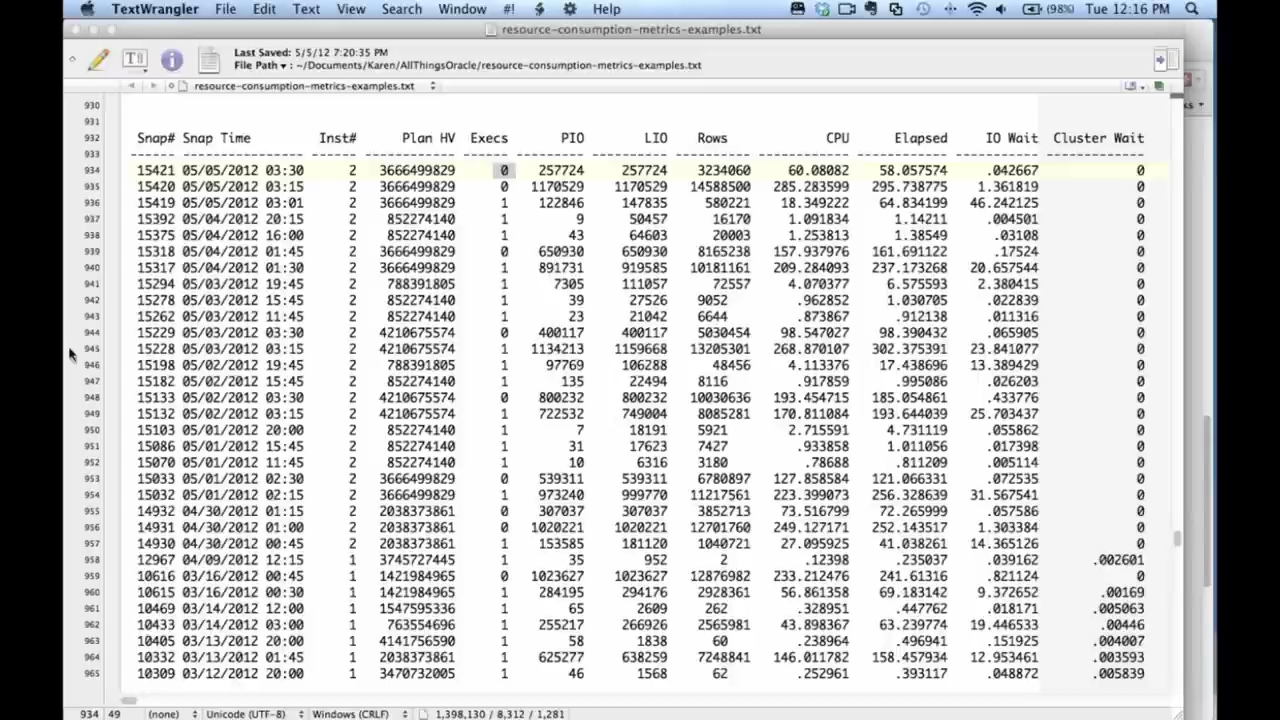 TextWrangler File Edit Text View Search Window #! Help (98%) Tue 12:16 PM
resource-consumption-metrics-examples.txt
Last Saved: 5/5/12 7:20:35 PM
File Path ▾ : ~/Documents/Karen/AllThingsOracle/resource-consumption-metrics-examples.txt
resource-consumption-metrics-examples.txt
930
931
932 Snap# Snap Time Inst# Plan HV Execs PIO LIO Rows CPU Elapsed IO Wait Cluster Wait
933 ------ --------------- ------ ------------ ------ --------- ---------- --------- ------------ ------------ ----------- -------------
934 15421 05/05/2012 03:30 2 3666499829 0 257724 257724 3234060 60.08082 58.057574 .042667 0
935 15420 05/05/2012 03:15 2 3666499829 0 1170529 1170529 14588500 285.283599 295.738775 1.361819 0
936 15419 05/05/2012 03:01 2 3666499829 1 122846 147835 580221 18.349222 64.834199 46.242125 0
937 15392 05/04/2012 20:15 2 852274140 1 9 50457 16170 1.091834 1.14211 .004501 0
938 15375 05/04/2012 16:00 2 852274140 1 43 64603 20003 1.253813 1.38549 .03108 0
939 15318 05/04/2012 01:45 2 3666499829 0 650930 650930 8165238 157.937976 161.691122 .17524 0
940 15317 05/04/2012 01:30 2 3666499829 1 891731 919585 10181161 209.284093 237.173268 20.657544 0
941 15294 05/03/2012 19:45 2 788391805 1 7305 111057 72557 4.070377 6.575593 2.380415 0
942 15278 05/03/2012 15:45 2 852274140 1 39 27526 9052 .962852 1.030705 .022839 0
943 15262 05/03/2012 11:45 2 852274140 1 23 21042 6644 .873867 .912138 .011316 0
944 15229 05/03/2012 03:30 2 4210675574 0 400117 400117 5030454 98.547027 98.390432 .065905 0
945 15228 05/03/2012 03:15 2 4210675574 1 1134213 1159668 13205301 268.870107 302.375391 23.841077 0
946 15198 05/02/2012 19:45 2 788391805 1 97769 106288 48456 4.113376 17.438696 13.389429 0
947 15182 05/02/2012 15:45 2 852274140 1 135 22494 8116 .917859 .995086 .026203 0
948 15133 05/02/2012 03:30 2 4210675574 0 800232 800232 10030636 193.454715 185.054861 .433776 0
949 15132 05/02/2012 03:15 2 4210675574 1 722532 749004 8085281 170.811084 193.644039 25.703437 0
950 15103 05/01/2012 20:00 2 852274140 1 7 18191 5921 2.715591 4.731119 .055862 0
951 15086 05/01/2012 15:45 2 852274140 1 31 17623 7427 .933858 1.011056 .017398 0
952 15070 05/01/2012 11:45 2 852274140 1 10 6316 3180 .78688 .811209 .005114 0
953 15033 05/01/2012 02:30 2 3666499829 0 539311 539311 6780897 127.858584 121.066331 .072535 0
954 15032 05/01/2012 02:15 2 3666499829 1 973240 999770 11217561 223.399073 256.328639 31.567541 0
955 14932 04/30/2012 01:15 2 2038373861 0 307037 307037 3852713 73.516799 72.265999 .057586 0
956 14931 04/30/2012 01:00 2 2038373861 0 1020221 1020221 12701760 249.127171 252.143517 1.303384 0
957 14930 04/30/2012 00:45 2 2038373861 1 153585 181120 1040721 27.095925 41.038261 14.365126 0
958 12967 04/09/2012 12:15 1 3745727445 1 35 952 2 .12398 .235037 .039162 .002601
959 10616 03/16/2012 00:45 1 1421984965 0 1023627 1023627 12876982 233.212476 241.61316 .821124 0
960 10615 03/16/2012 00:30 1 1421984965 1 284195 294176 2928361 56.861358 69.183142 9.372652 .00169
961 10469 03/14/2012 12:00 1 1547595336 1 65 2609 262 .328951 .447762 .018171 .005063
962 10433 03/14/2012 03:00 1 763554696 1 255217 266926 2565981 43.898367 63.239774 19.446533 .00446
963 10405 03/13/2012 20:00 1 4141756590 1 58 1838 60 .238964 .496941 .151925 .004007
964 10332 03/13/2012 01:45 1 2038373861 1 625277 638259 7248841 146.011782 158.457934 12.953461 .003593
965 10309 03/12/2012 20:00 1 3470732005 1 46 1568 62 .252961 .393117 .048872 .005839
934 49 (none) Unicode (UTF-8) Windows (CRLF) 1,398,130 / 8,312 / 1,281